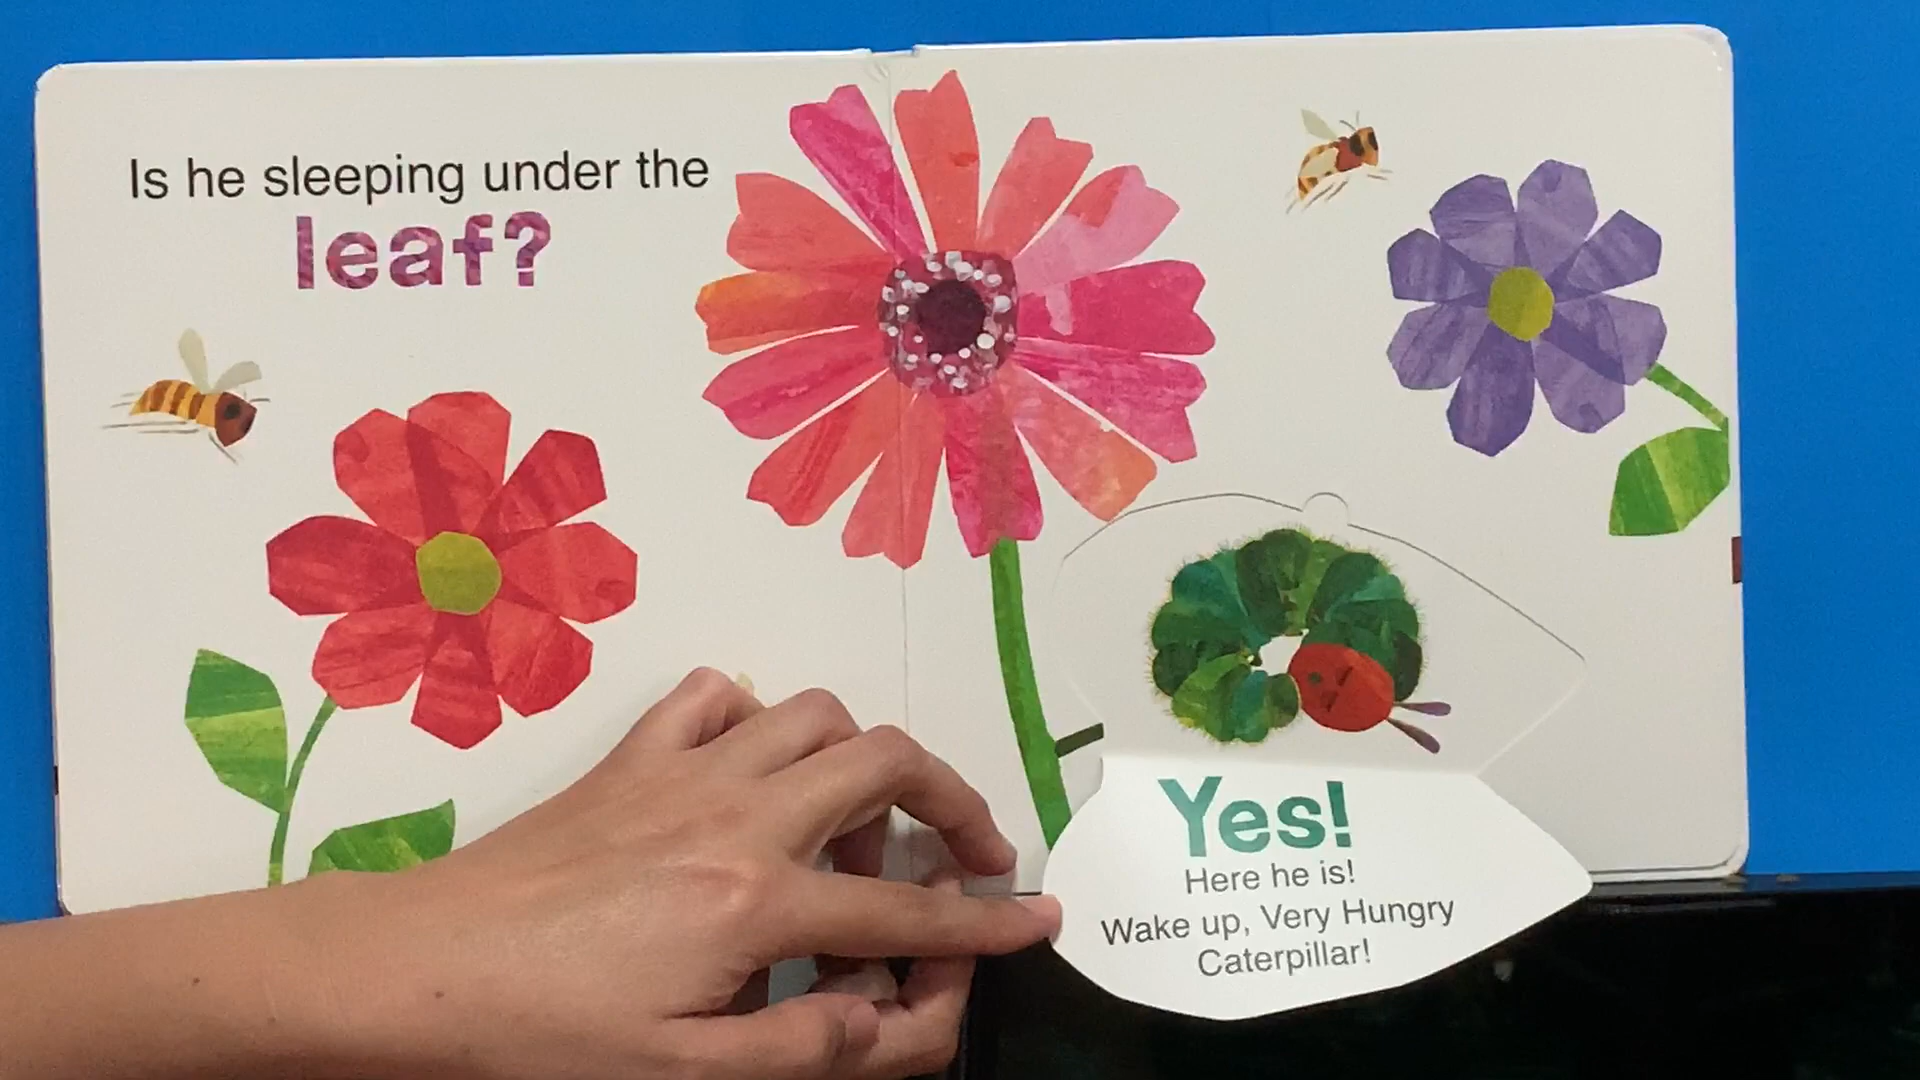 Is he sleeping under the
leaf?
Yes!
Here he is!
Wake up, Very Hungry
Caterpillar!